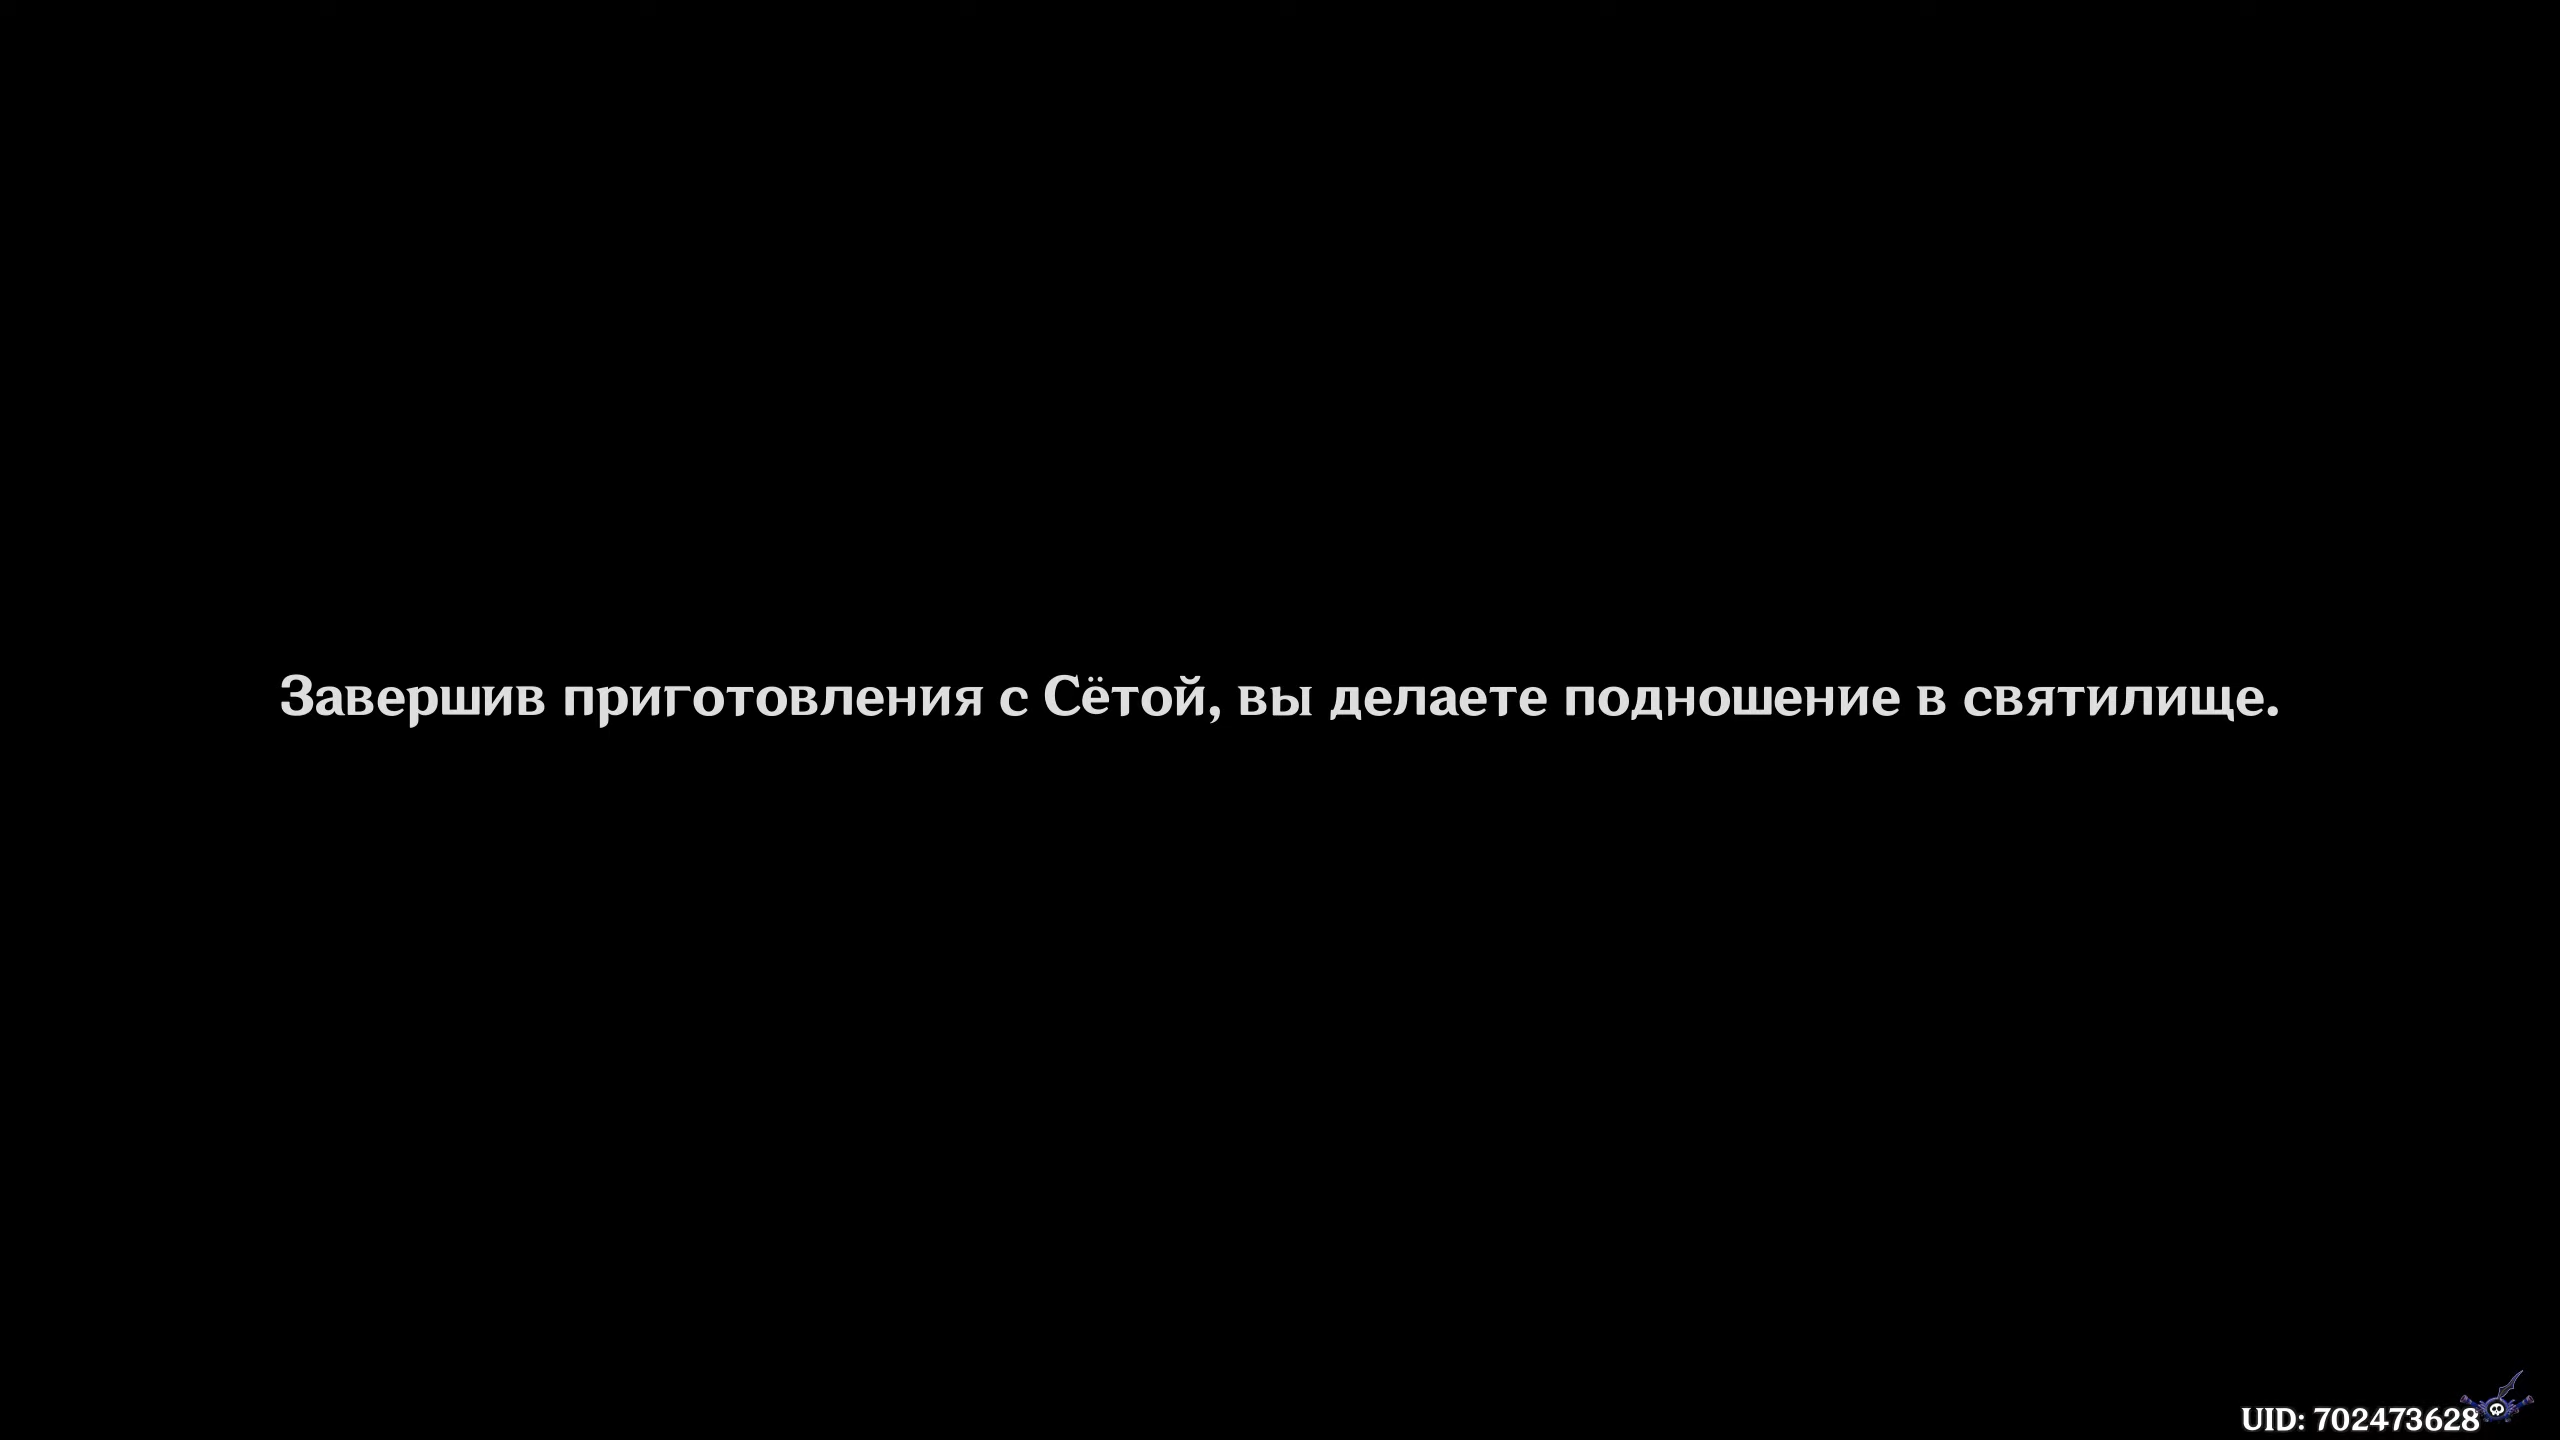 Завершив приготовления с Сётой, вы делаете подношение в святилище.
UID: 702473628